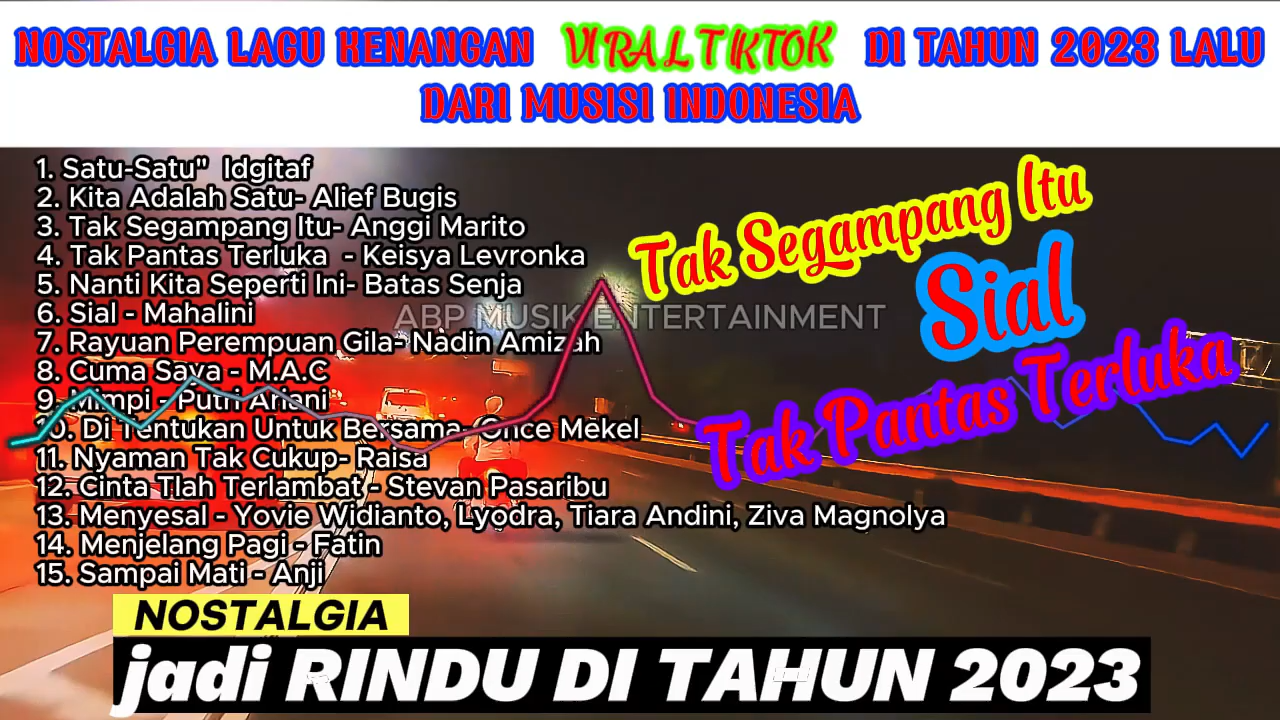 NOSTALGIA LAGU KENANGAN VIRAL TIKTOK DI TAHUN 2023 LALU
DARI MUSISI INDONESIA
1. Satu-Satu" Idgitaf
2. Kita Adalah Satu- Alief Bugis
3. Tak Segampang Itu- Anggi Marito
4. Tak Pantas Terluka - Keisya Levronka
5. Nanti Kita Seperti Ini- Batas Senja
6. Sial - Mahalini
7. Rayuan Perempuan Gila- Nadin Amizah
8. Cuma Saya - M.A.C
9. Mimpi - Putri Ariani
10. Di Tentukan Untuk Bersama- Once Mekel
11. Nyaman Tak Cukup- Raisa
12. Cinta Tlah Terlambat - Stevan Pasaribu
13. Menyesal - Yovie Widianto, Lyodra, Tiara Andini, Ziva Magnolya
14. Menjelang Pagi - Fatin
15. Sampai Mati - Anji
Tak Segampang Itu
Sial
Tak Pantas Terluka
ABP MUSIK ENTERTAINMENT
NOSTALGIA
jadi RINDU DI TAHUN 2023